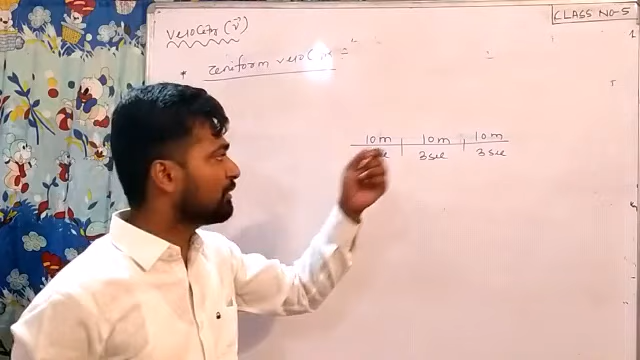 CLASS NO-5
Velocity (v⃗)
* Uniform velocity =
10m 10m 10m
3sec 3sec